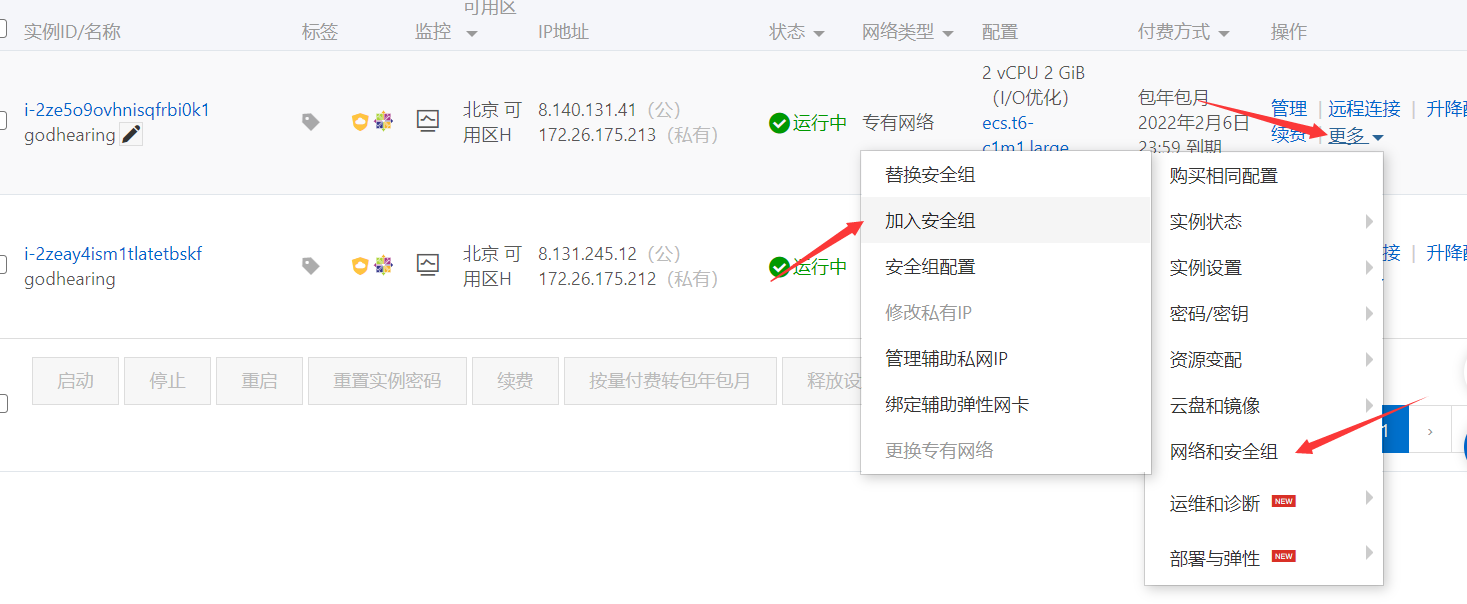 可用区
实例ID/名称 标签 监控 IP地址 状态 网络类型 配置 付费方式 操作
i-2ze5o9ovhnisqfrbi0k1
godhearing
北京 可
用区H
8.140.131.41 (公)
172.26.175.213 (私有)
运行中
专有网络
2 vCPU 2 GiB
(I/O优化)
ecs.t6-
c1m1.large
包年包月
2022年2月6日
23:59 到期
管理 | 远程连接 | 升降配
续费 | 更多
i-2zeay4ism1tlatetbskf
godhearing
北京 可
用区H
8.131.245.12 (公)
172.26.175.212 (私有)
运行中
接 | 升降配
替换安全组
加入安全组
安全组配置
修改私有IP
管理辅助私网IP
绑定辅助弹性网卡
更换专有网络
购买相同配置
实例状态
实例设置
密码/密钥
资源变配
云盘和镜像
网络和安全组
运维和诊断 NEW
部署与弹性 NEW
启动 停止 重启 重置实例密码 续费 按量付费转包年包月 释放设
1 ›